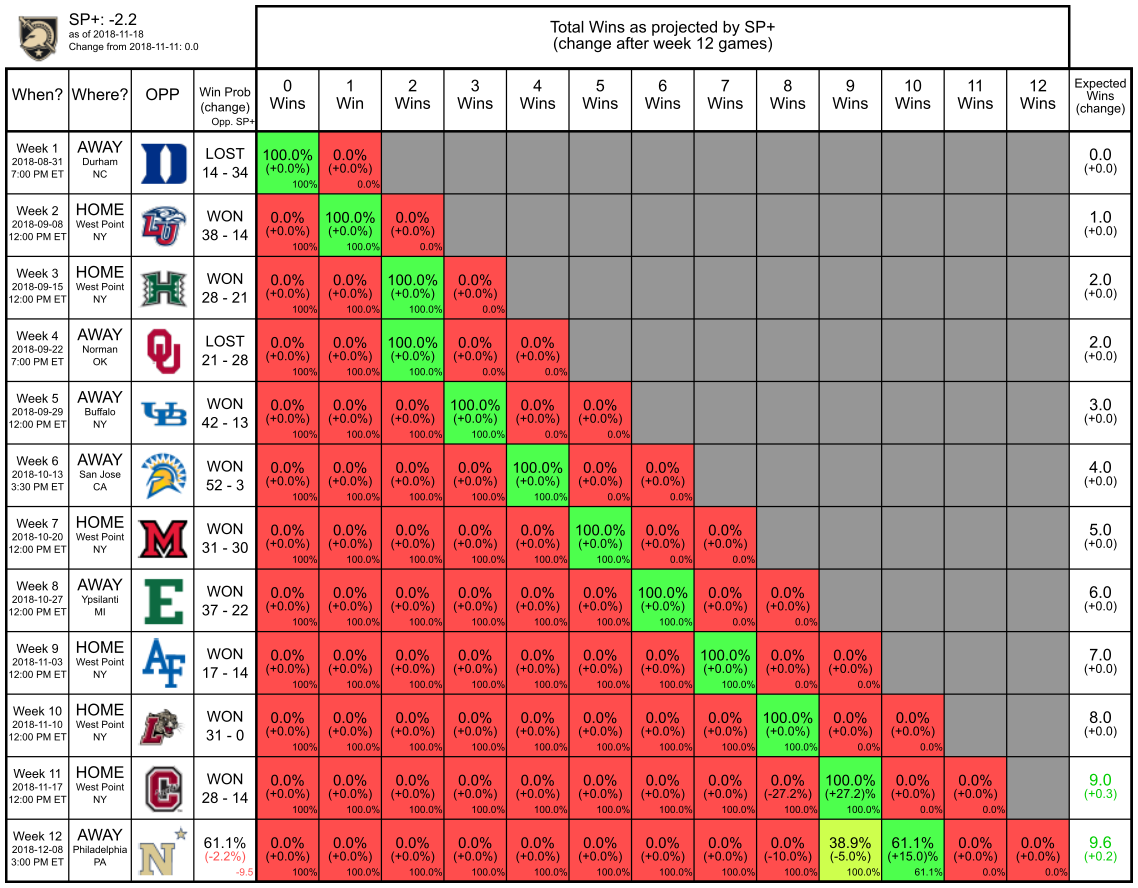 SP+: -2.2
as of 2018-11-18
Change from 2018-11-11: 0.0
Total Wins as projected by SP+
(change after week 12 games)
When? Where? OPP Win Prob (change) Opp. SP+ 0 Wins 1 Win 2 Wins 3 Wins 4 Wins 5 Wins 6 Wins 7 Wins 8 Wins 9 Wins 10 Wins 11 Wins 12 Wins Expected Wins (change)
Week 1 AWAY LOST 100.0% 0.0% 0.0
2018-08-31 Durham D (+0.0%) (+0.0%) (+0.0)
7:00 PM ET NC 14 - 34 100% 0.0%
Week 2 HOME WON 0.0% 100.0% 0.0% 1.0
2018-09-08 West Point LU (+0.0%) (+0.0%) (+0.0%) (+0.0)
12:00 PM ET NY 38 - 14 100% 100.0% 0.0%
Week 3 HOME WON 0.0% 0.0% 100.0% 0.0% 2.0
2018-09-15 West Point H (+0.0%) (+0.0%) (+0.0%) (+0.0%) (+0.0)
12:00 PM ET NY 28 - 21 100% 100.0% 100.0% 0.0%
Week 4 AWAY LOST 0.0% 0.0% 100.0% 0.0% 0.0% 2.0
2018-09-22 Norman OU (+0.0%) (+0.0%) (+0.0%) (+0.0%) (+0.0%) (+0.0)
7:00 PM ET OK 21 - 28 100% 100.0% 100.0% 0.0% 0.0%
Week 5 AWAY WON 0.0% 0.0% 0.0% 100.0% 0.0% 0.0% 3.0
2018-09-29 Buffalo UB (+0.0%) (+0.0%) (+0.0%) (+0.0%) (+0.0%) (+0.0%) (+0.0)
12:00 PM ET NY 42 - 13 100% 100.0% 100.0% 100.0% 0.0% 0.0%
Week 6 AWAY WON 0.0% 0.0% 0.0% 0.0% 100.0% 0.0% 0.0% 4.0
2018-10-13 San Jose (+0.0%) (+0.0%) (+0.0%) (+0.0%) (+0.0%) (+0.0%) (+0.0%) (+0.0)
3:30 PM ET CA 52 - 3 100% 100.0% 100.0% 100.0% 100.0% 0.0% 0.0%
Week 7 HOME WON 0.0% 0.0% 0.0% 0.0% 0.0% 100.0% 0.0% 0.0% 5.0
2018-10-20 West Point M (+0.0%) (+0.0%) (+0.0%) (+0.0%) (+0.0%) (+0.0%) (+0.0%) (+0.0%) (+0.0)
12:00 PM ET NY 31 - 30 100% 100.0% 100.0% 100.0% 100.0% 100.0% 0.0% 0.0%
Week 8 AWAY WON 0.0% 0.0% 0.0% 0.0% 0.0% 0.0% 100.0% 0.0% 0.0% 6.0
2018-10-27 Ypsilanti E (+0.0%) (+0.0%) (+0.0%) (+0.0%) (+0.0%) (+0.0%) (+0.0%) (+0.0%) (+0.0%) (+0.0)
12:00 PM ET MI 37 - 22 100% 100.0% 100.0% 100.0% 100.0% 100.0% 100.0% 0.0% 0.0%
Week 9 HOME WON 0.0% 0.0% 0.0% 0.0% 0.0% 0.0% 0.0% 100.0% 0.0% 0.0% 7.0
2018-11-03 West Point AF (+0.0%) (+0.0%) (+0.0%) (+0.0%) (+0.0%) (+0.0%) (+0.0%) (+0.0%) (+0.0%) (+0.0%) (+0.0)
12:00 PM ET NY 17 - 14 100% 100.0% 100.0% 100.0% 100.0% 100.0% 100.0% 100.0% 0.0% 0.0%
Week 10 HOME WON 0.0% 0.0% 0.0% 0.0% 0.0% 0.0% 0.0% 0.0% 100.0% 0.0% 0.0% 8.0
2018-11-10 West Point L (+0.0%) (+0.0%) (+0.0%) (+0.0%) (+0.0%) (+0.0%) (+0.0%) (+0.0%) (+0.0%) (+0.0%) (+0.0%) (+0.0)
12:00 PM ET NY 31 - 0 100% 100.0% 100.0% 100.0% 100.0% 100.0% 100.0% 100.0% 100.0% 0.0% 0.0%
Week 11 HOME WON 0.0% 0.0% 0.0% 0.0% 0.0% 0.0% 0.0% 0.0% 0.0% 100.0% 0.0% 0.0% 9.0
2018-11-17 West Point C (+0.0%) (+0.0%) (+0.0%) (+0.0%) (+0.0%) (+0.0%) (+0.0%) (+0.0%) (-27.2%) (+27.2)% (+0.0%) (+0.0%) (+0.3)
12:00 PM ET NY 28 - 14 100% 100.0% 100.0% 100.0% 100.0% 100.0% 100.0% 100.0% 100.0% 100.0% 0.0% 0.0%
Week 12 AWAY 61.1% 0.0% 0.0% 0.0% 0.0% 0.0% 0.0% 0.0% 0.0% 0.0% 38.9% 61.1% 0.0% 0.0% 9.6
2018-12-08 Philadelphia N (-2.2%) (+0.0%) (+0.0%) (+0.0%) (+0.0%) (+0.0%) (+0.0%) (+0.0%) (+0.0%) (-10.0%) (-5.0%) (+15.0)% (+0.0%) (+0.0%) (+0.2)
3:00 PM ET PA -9.5 100% 100.0% 100.0% 100.0% 100.0% 100.0% 100.0% 100.0% 100.0% 100.0% 61.1% 0.0% 0.0%